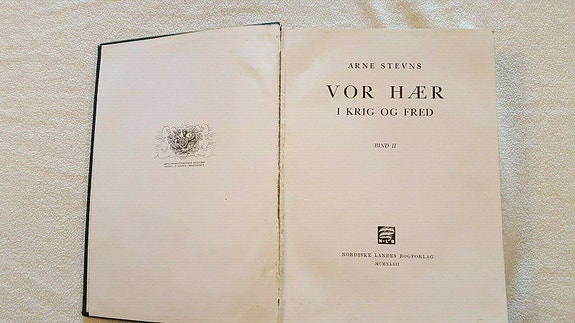 ARNE STEVNS
VOR HÆR
I KRIG OG FRED
BIND II
N·L·B
NORDISKE LANDES BOGFORLAG
MCMXLIII